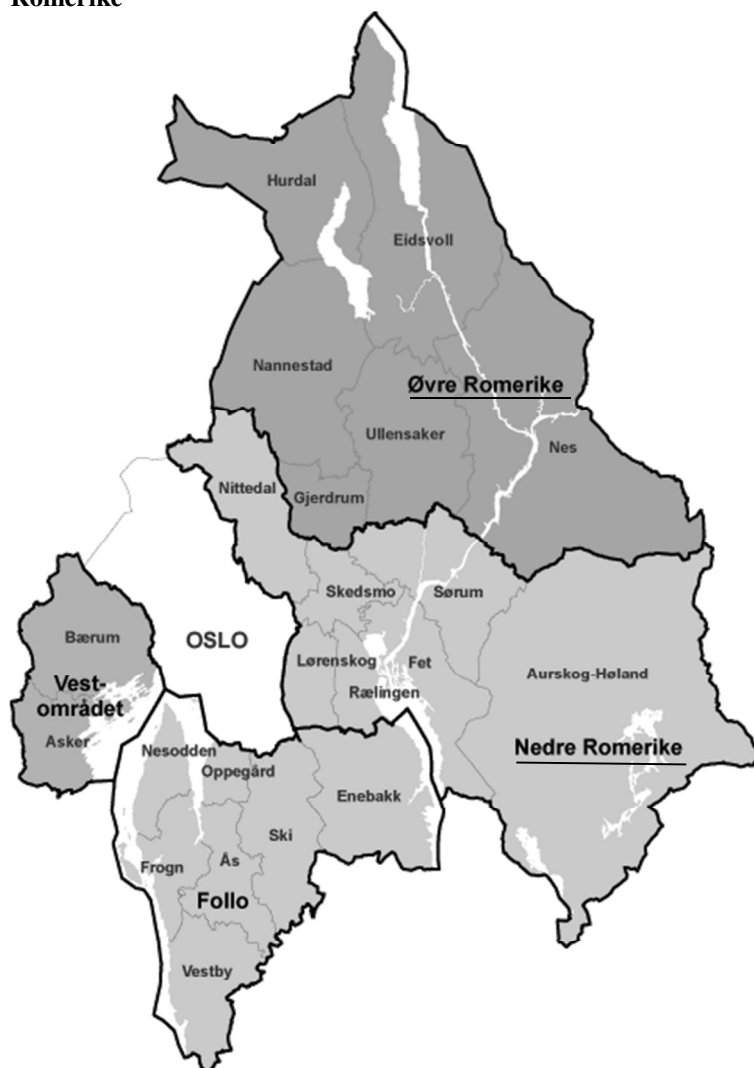 Romerike
Hurdal
Eidsvoll
Nannestad
Øvre Romerike
Ullensaker
Nes
Nittedal
Gjerdrum
Skedsmo
Sørum
Bærum
OSLO
Lørenskog
Fet
Aurskog-Høland
Rælingen
Vest-
området
Asker
Nesodden
Nedre Romerike
Oppegård
Enebakk
Ski
Ås
Frogn
Follo
Vestby